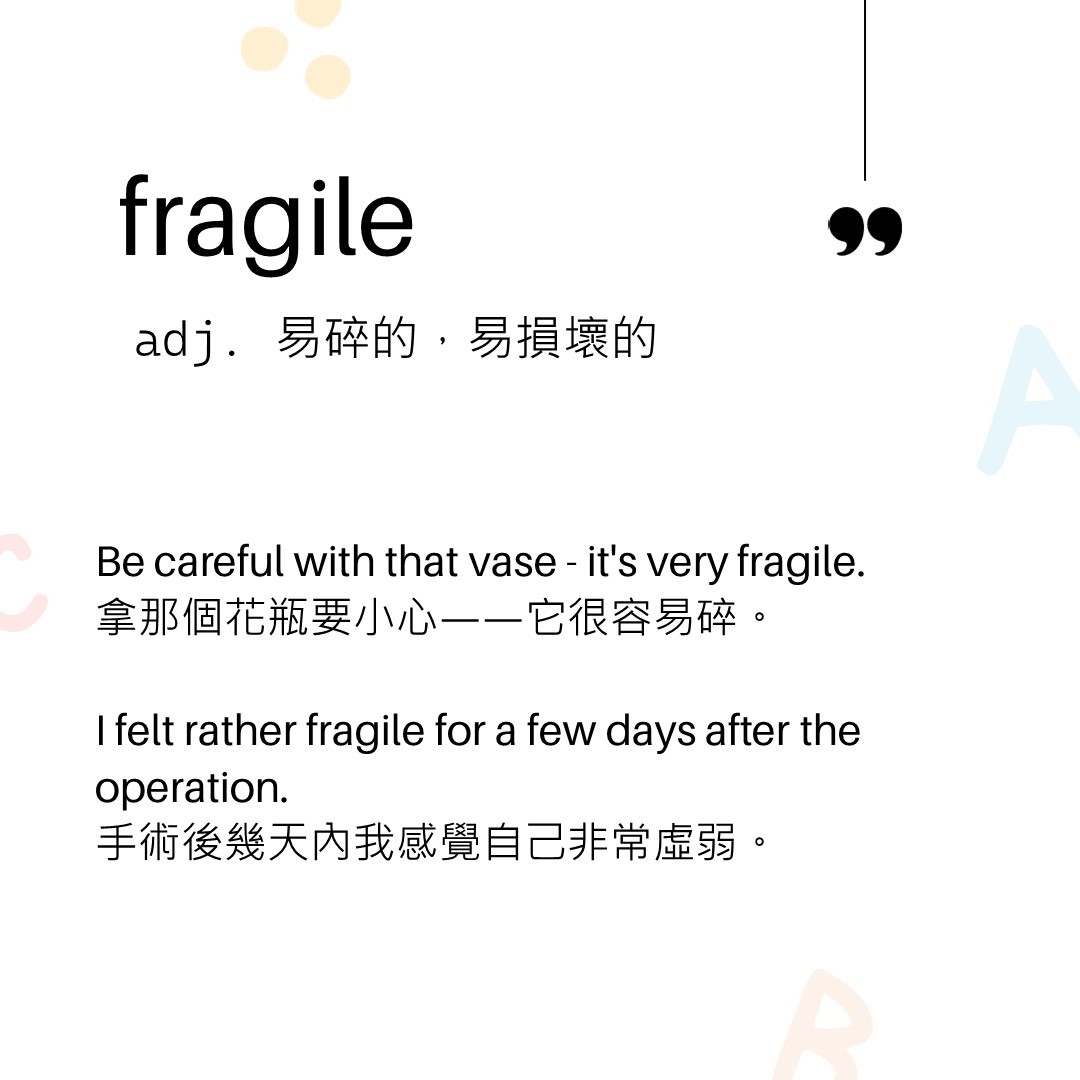 fragile
”
adj. 易碎的，易損壞的
A
C
Be careful with that vase - it's very fragile.
拿那個花瓶要小心——它很容易碎。
I felt rather fragile for a few days after the
operation.
手術後幾天內我感覺自己非常虛弱。
B